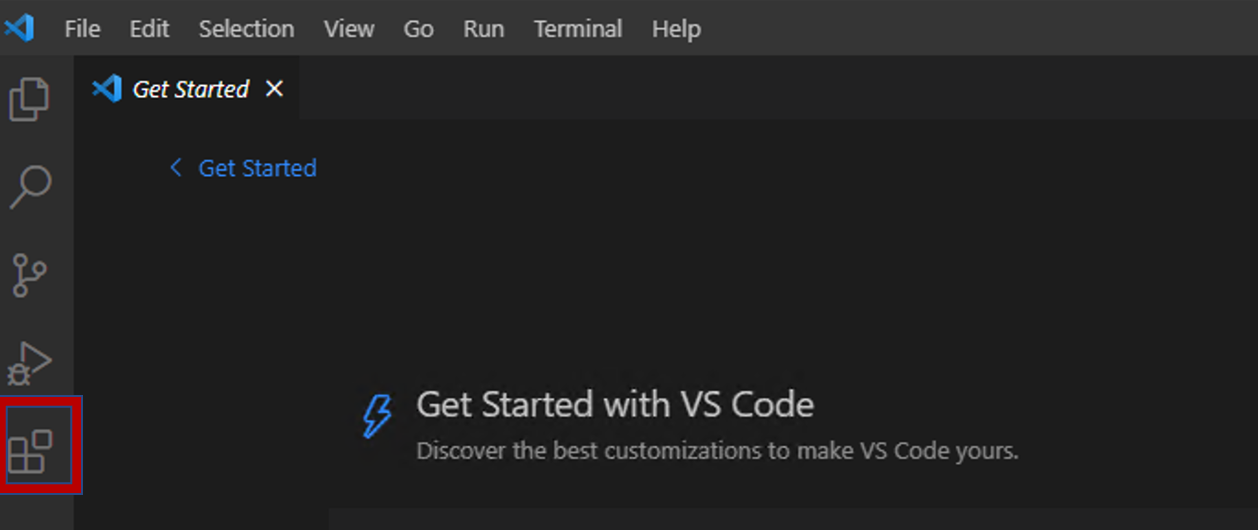 File Edit Selection View Go Run Terminal Help
Get Started
Get Started
Get Started with VS Code
Discover the best customizations to make VS Code yours.